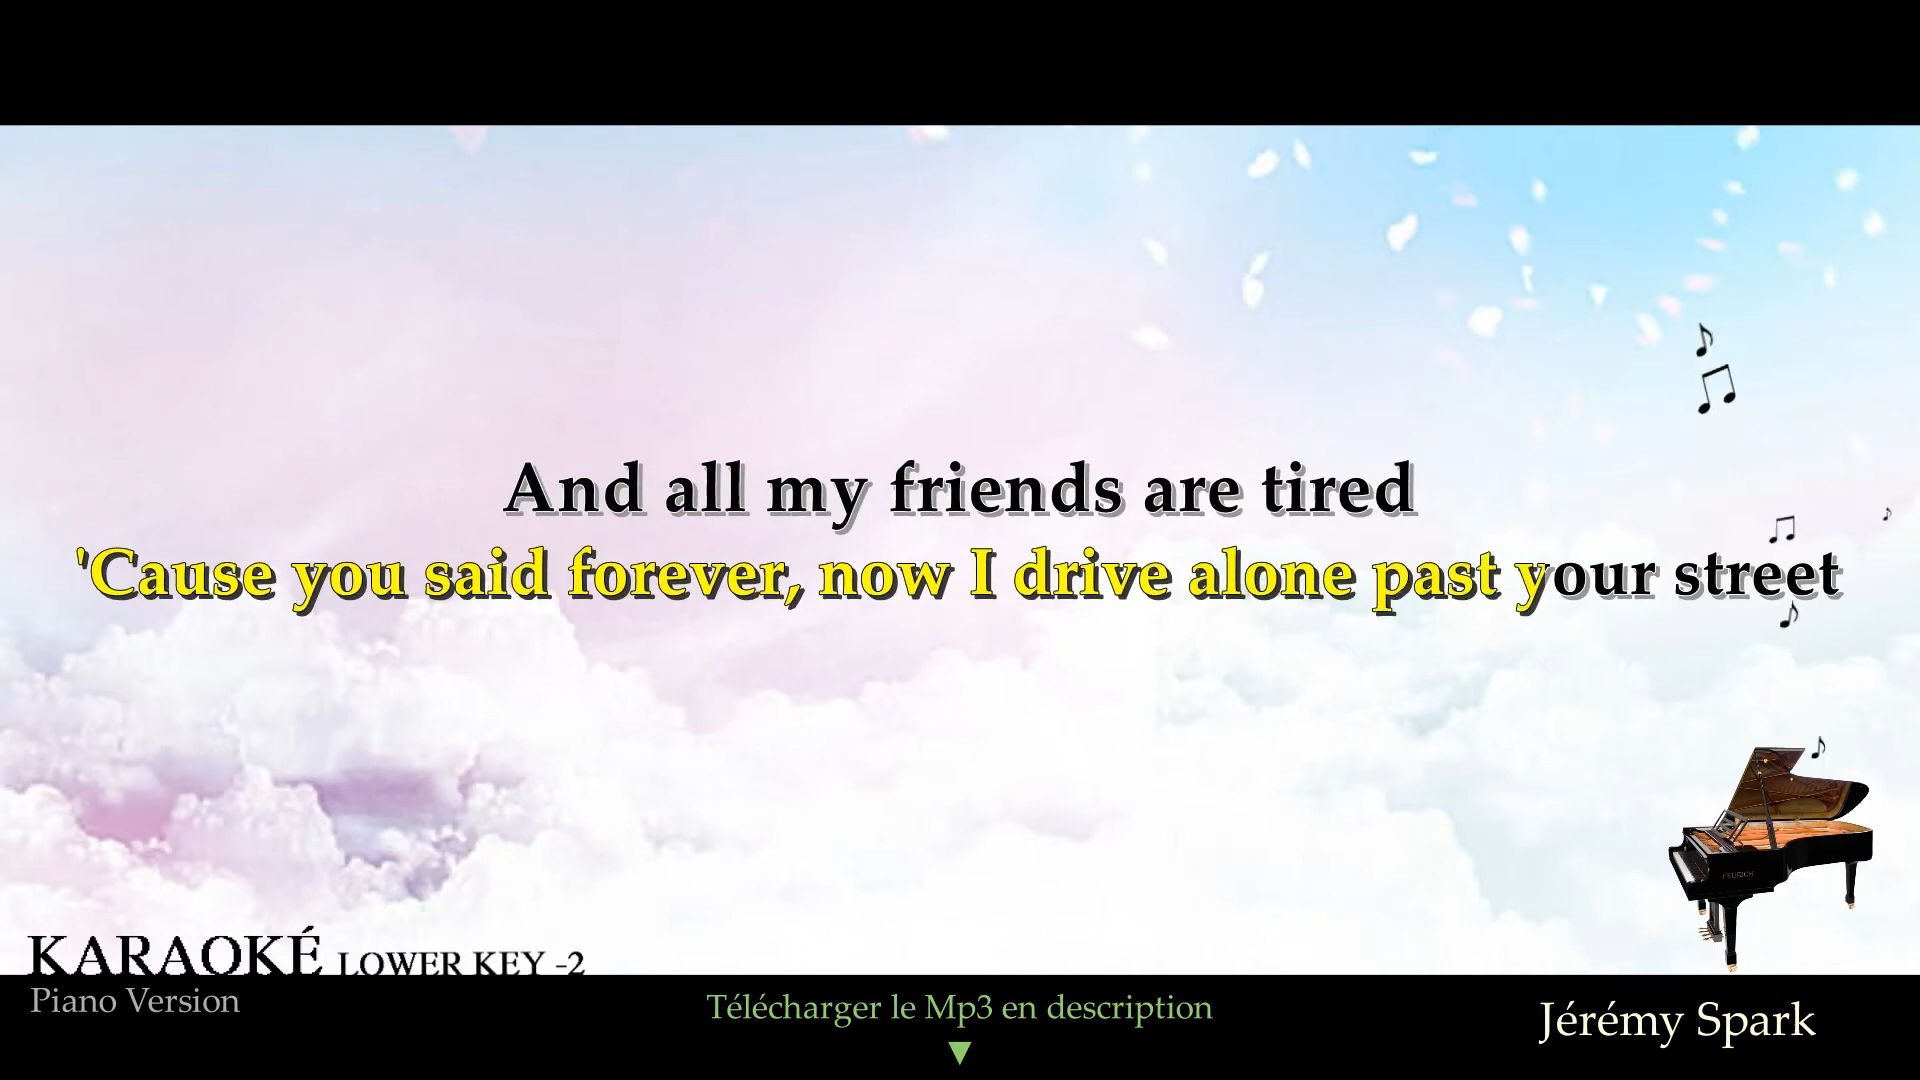 And all my friends are tired
'Cause you said forever, now I drive alone past your street
FEURICH
KARAOKÉ LOWER KEY -2
Piano Version
Télécharger le Mp3 en description
Jérémy Spark